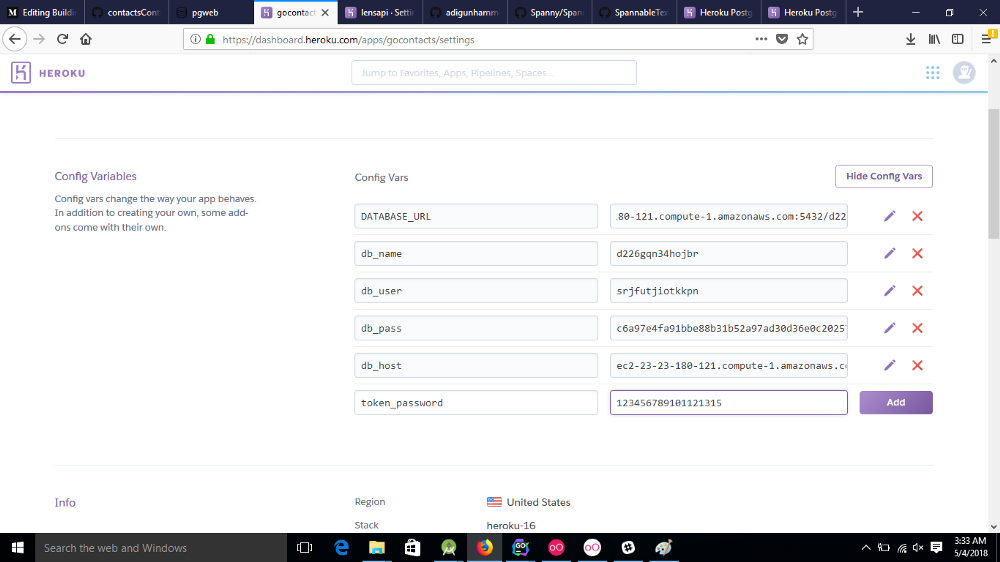 Editing Buildi
contactsCont
pgweb
gocontact
lensapi · Settin
adigunhamm
Spanny/Span
SpannableTex
Heroku Postg
Heroku Postg
https://dashboard.heroku.com/apps/gocontacts/settings
HEROKU
Jump to Favorites, Apps, Pipelines, Spaces...
Config Variables
Config vars change the way your app behaves.
In addition to creating your own, some add-
ons come with their own.
Config Vars
Hide Config Vars
DATABASE_URL
.80-121.compute-1.amazonaws.com:5432/d22
db_name
d226gqn34hojbr
db_user
srjfutjiotkkpn
db_pass
c6a97e4fa91bbe88b31b52a97ad30d36e0c2025
db_host
ec2-23-23-180-121.compute-1.amazonaws.c
token_password
123456789101121315
Add
Info
Region
United States
Stack
heroku-16
Search the web and Windows
GO
3:33 AM
5/4/2018